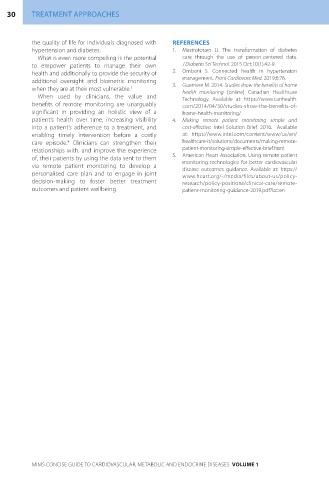 30 TREATMENT APPROACHES
the quality of life for individuals diagnosed with
hypertension and diabetes.
What is even more compelling is the potential
to empower patients to manage their own
health and additionally to provide the security of
additional oversight and biometric monitoring
when they are at their most vulnerable.
When used by clinicians, the value and
benefits of remote monitoring are unarguably
significant in providing an holistic view of a
patient's health over time, increasing visibility
into a patient's adherence to a treatment, and
enabling timely intervention before a costly
care episode. Clinicians can strengthen their
relationships with, and improve the experience
of, their patients by using the data sent to them
via remote patient monitoring to develop a
personalised care plan and to engage in joint
decision-making to foster better treatment
outcomes and patient wellbeing.
REFERENCES
1. The transformation of diabetes
care through the use of person-centered data.
J Diabetes Sci Technol. 2015 Oct;
2. Omboni S. Connected health in hypertension
management. Front Cardiovasc Med. 2019;6:76.
3. M. 2014. Studies show the benefits of home
health monitoring [online]. Canadian Healthcare
Technology. Available at: https://www.canhealth.
com/2014/04/30/studies-show-the-benefits-of-
home-health-monitoring/
4. Making remote patient monitoring simple and
cost-effective. Intel Solution Brief 2016. Available
at: https://www.intel.com/content/www/us/en/
healthcare-it/solutions/documents/making-remote-
patient-monitoring-simple-effective-brief.html
5. American Heart Association. Using remote patient
monitoring technologies for better cardiovascular
disease outcomes guidance. Available at: https://
www.heart.org/-/media/files/about-us/policy-
research/policy-positions/clinical-care/remote-
patient-monitoring-guidance-2019.pdf?la=en
MIMS CONCISE GUIDE TO CARDIOVASCULAR, METABOLIC AND ENDOCRINE DISEASES VOLUME 1